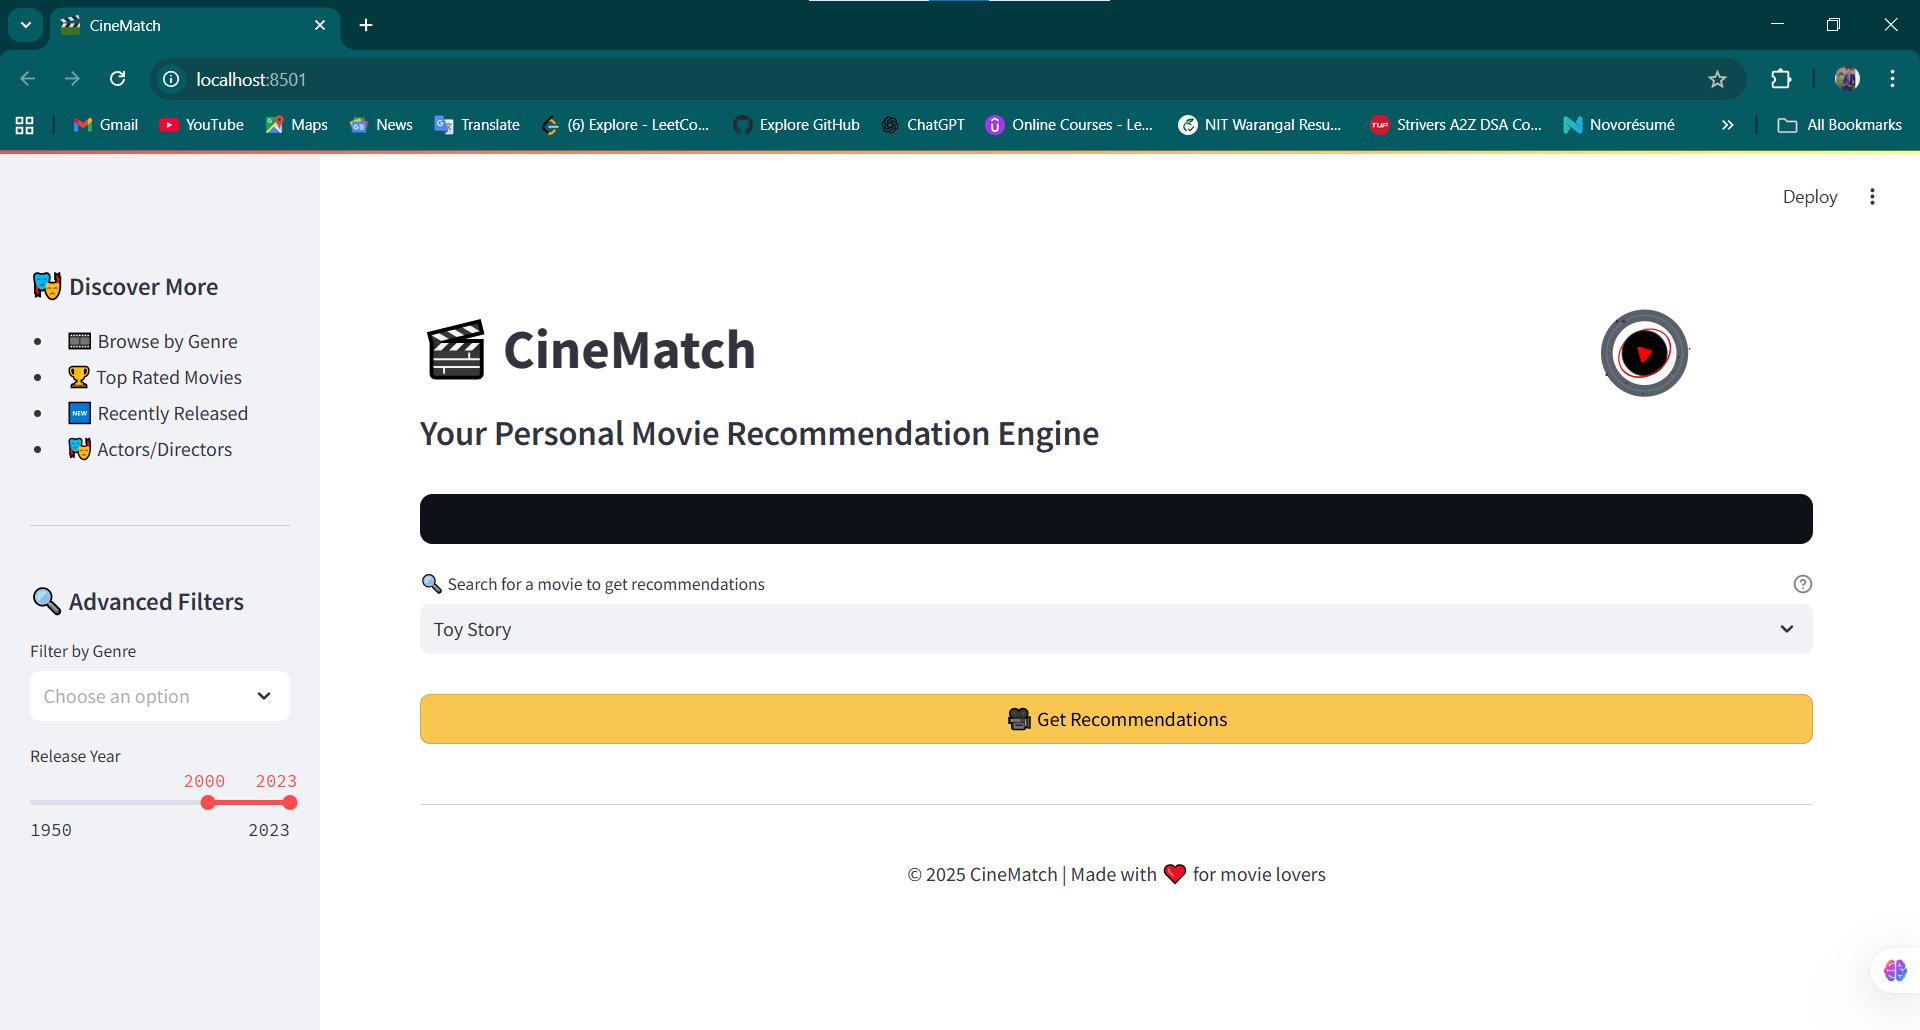 CineMatch
localhost:8501
Gmail
YouTube
Maps
News
Translate
(6) Explore - LeetCo...
Explore GitHub
ChatGPT
Online Courses - Le...
NIT Warangal Resu...
TUF
Strivers A2Z DSA Co...
Novorésumé
All Bookmarks
Deploy
Discover More
Browse by Genre
Top Rated Movies
NEW Recently Released
Actors/Directors
Advanced Filters
Filter by Genre
Choose an option
Release Year
2000 2023
1950 2023
CineMatch
Your Personal Movie Recommendation Engine
Search for a movie to get recommendations
Toy Story
Get Recommendations
© 2025 CineMatch | Made with ❤️ for movie lovers